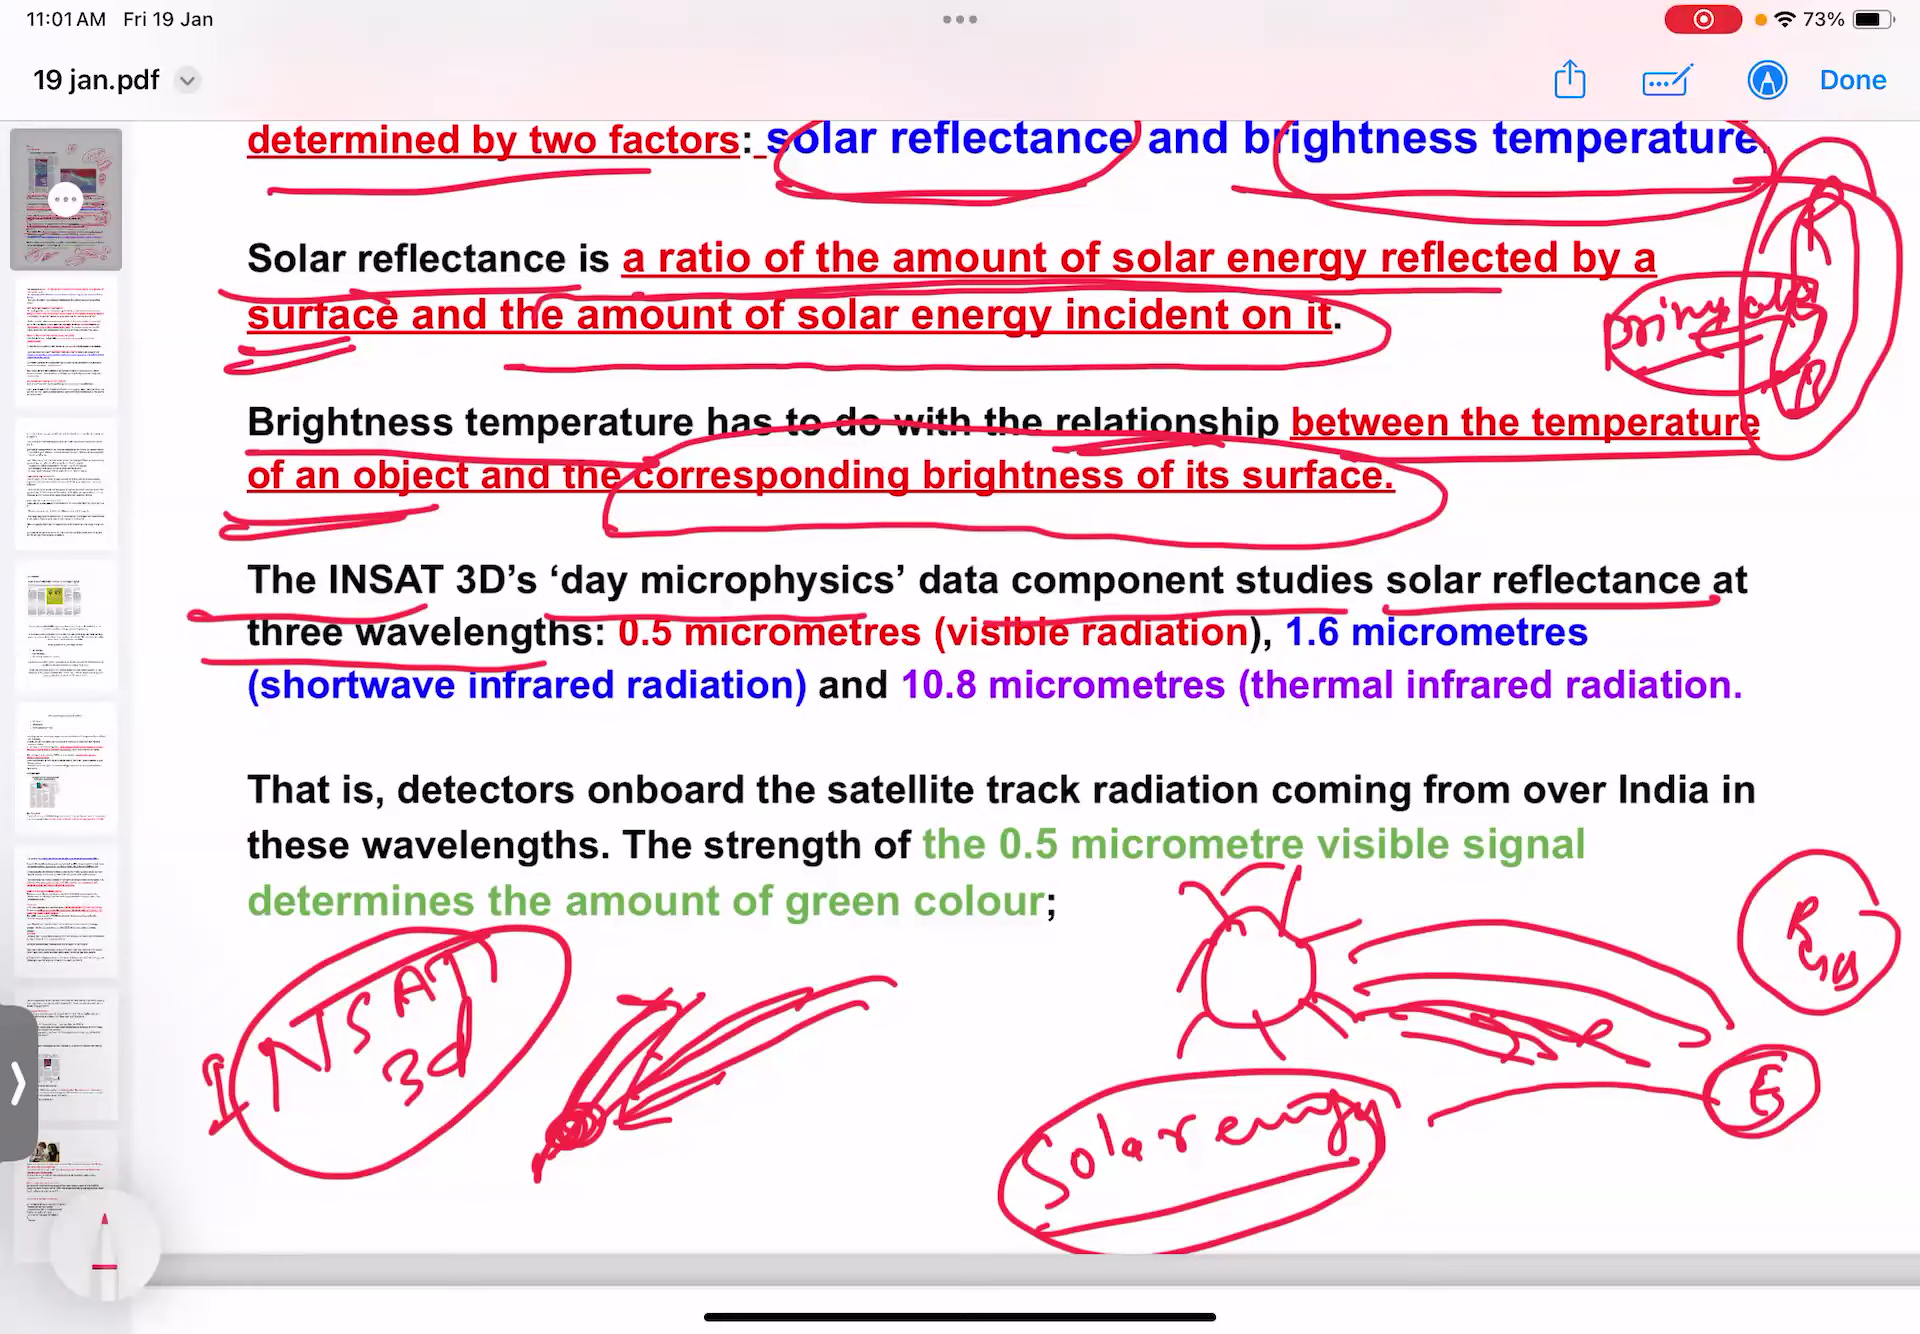 11:01 AM Fri 19 Jan
73%
19 jan.pdf
Done
determined by two factors: solar reflectance and brightness temperature.
Solar reflectance is a ratio of the amount of solar energy reflected by a
surface and the amount of solar energy incident on it.
Brightness temperature has to do with the relationship between the temperature
of an object and the corresponding brightness of its surface.
The INSAT 3D’s ‘day microphysics’ data component studies solar reflectance at
three wavelengths: 0.5 micrometres (visible radiation), 1.6 micrometres
(shortwave infrared radiation) and 10.8 micrometres (thermal infrared radiation.
That is, detectors onboard the satellite track radiation coming from over India in
these wavelengths. The strength of the 0.5 micrometre visible signal
determines the amount of green colour;
INSAT
3d
Solar energy
E